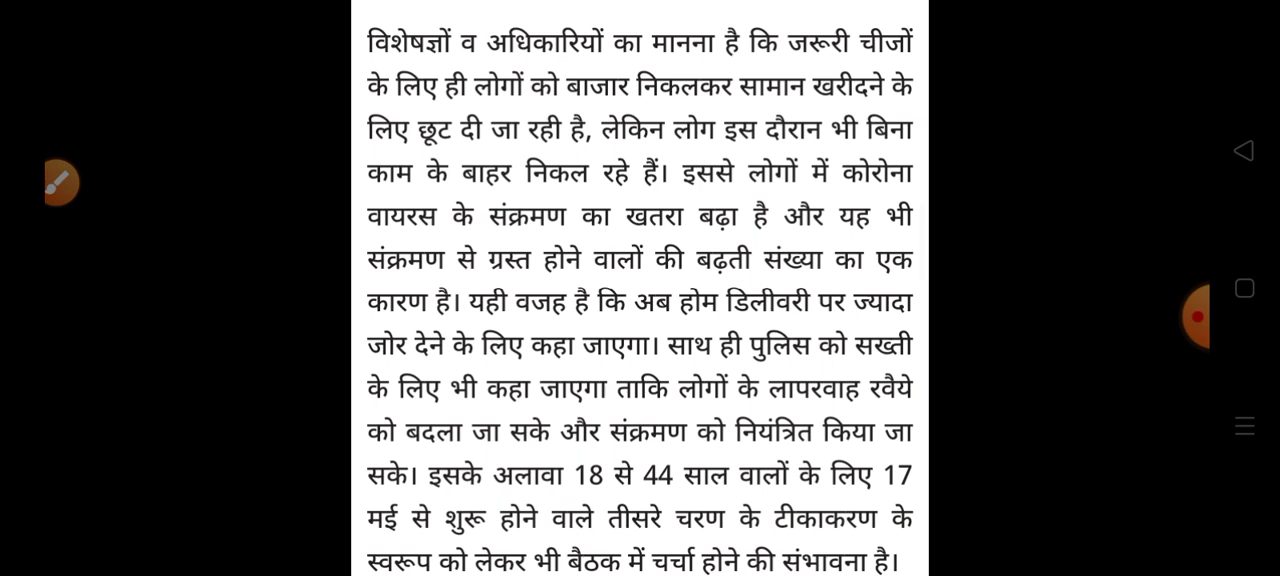 विशेषज्ञों व अधिकारियों का मानना है कि जरूरी चीजों
के लिए ही लोगों को बाजार निकलकर सामान खरीदने के
लिए छूट दी जा रही है, लेकिन लोग इस दौरान भी बिना
काम के बाहर निकल रहे हैं। इससे लोगों में कोरोना
वायरस के संक्रमण का खतरा बढ़ा है और यह भी
संक्रमण से ग्रस्त होने वालों की बढ़ती संख्या का एक
कारण है। यही वजह है कि अब होम डिलीवरी पर ज्यादा
जोर देने के लिए कहा जाएगा। साथ ही पुलिस को सख्ती
के लिए भी कहा जाएगा ताकि लोगों के लापरवाह रवैये
को बदला जा सके और संक्रमण को नियंत्रित किया जा
सके। इसके अलावा 18 से 44 साल वालों के लिए 17
मई से शुरू होने वाले तीसरे चरण के टीकाकरण के
स्वरूप को लेकर भी बैठक में चर्चा होने की संभावना है।